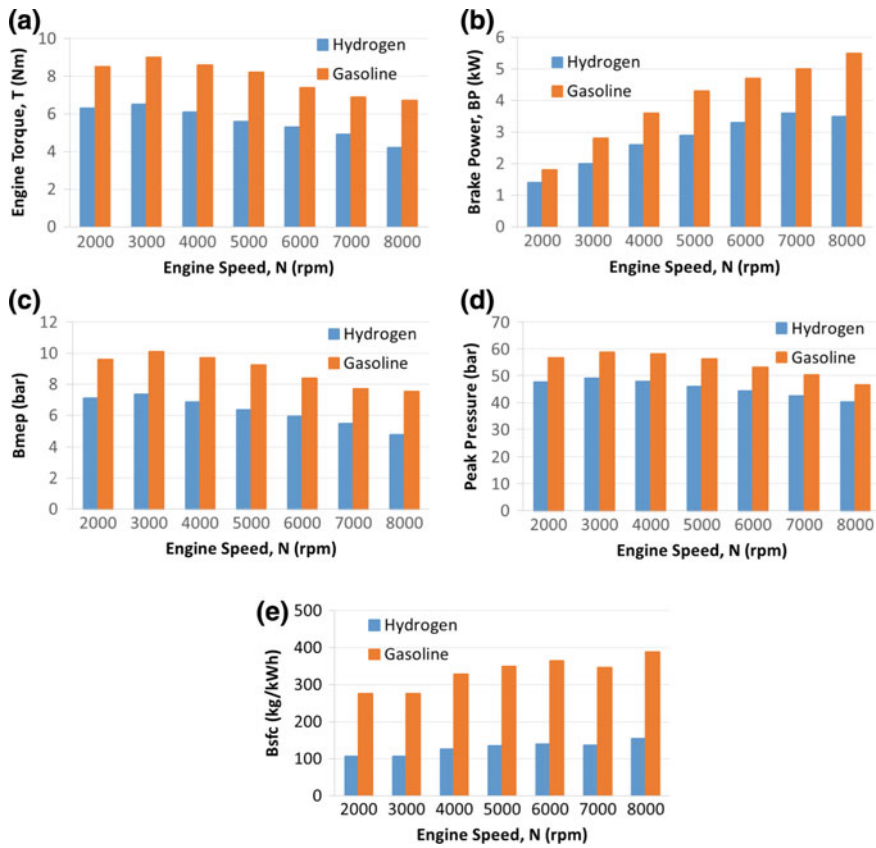 (a)
Engine Torque, T (Nm)
10
8
6
4
2
0
Hydrogen
Gasoline
2000 3000 4000 5000 6000 7000 8000
Engine Speed, N (rpm)
(b)
Brake Power, BP (kW)
6
5
4
3
2
1
0
Hydrogen
Gasoline
2000 3000 4000 5000 6000 7000 8000
Engine Speed, N (rpm)
(c)
Bmep (bar)
12
10
8
6
4
2
0
Hydrogen
Gasoline
2000 3000 4000 5000 6000 7000 8000
Engine Speed, N (rpm)
(d)
Peak Pressure (bar)
70
60
50
40
30
20
10
0
Hydrogen
Gasoline
2000 3000 4000 5000 6000 7000 8000
Engine Speed, N (rpm)
(e)
Bsfc (kg/kWh)
500
400
300
200
100
0
Hydrogen
Gasoline
2000 3000 4000 5000 6000 7000 8000
Engine Speed, N (rpm)